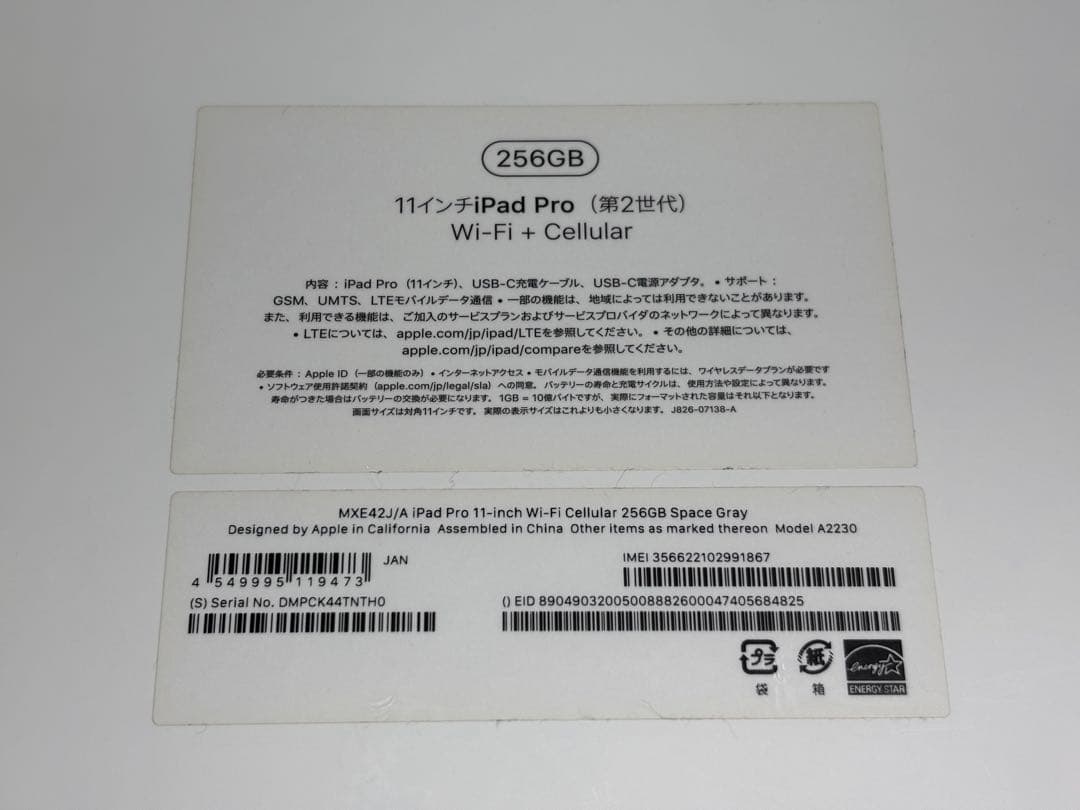 256GB
11インチiPad Pro（第2世代）
Wi-Fi + Cellular
内容：iPad Pro（11インチ）、USB-C充電ケーブル、USB-C電源アダプタ。• サポート：
GSM、UMTS、LTEモバイルデータ通信 • 一部の機能は、地域によっては利用できないことがあります。
また、利用できる機能は、ご加入のサービスプランおよびサービスプロバイダのネットワークによって異なります。
• LTEについては、apple.com/jp/ipad/LTEを参照してください。• その他の詳細については、
apple.com/jp/ipad/compareを参照してください。
必要条件：Apple ID（一部の機能のみ）• インターネットアクセス • モバイルデータ通信機能を利用するには、ワイヤレスデータプランが必要です
• ソフトウェア使用許諾契約（apple.com/jp/legal/sla）への同意。バッテリーの寿命と充電サイクルは、使用方法や設定によって異なります。
寿命がつきた場合はバッテリーの交換が必要になります。1GB = 10億バイトですが、実際にフォーマットされた容量はそれ以下となります。
画面サイズは対角11インチです。実際の表示サイズはこれよりも小さくなります。J826-07138-A
MXE42J/A iPad Pro 11-inch Wi-Fi Cellular 256GB Space Gray
Designed by Apple in California Assembled in China Other items as marked thereon Model A2230
4 549995 119473 JAN
IMEI 356622102991867
(S) Serial No. DMPCK44TNTH0
() EID 89049032005008882600047405684825
プラ 紙 energy
袋 箱 ENERGY STAR